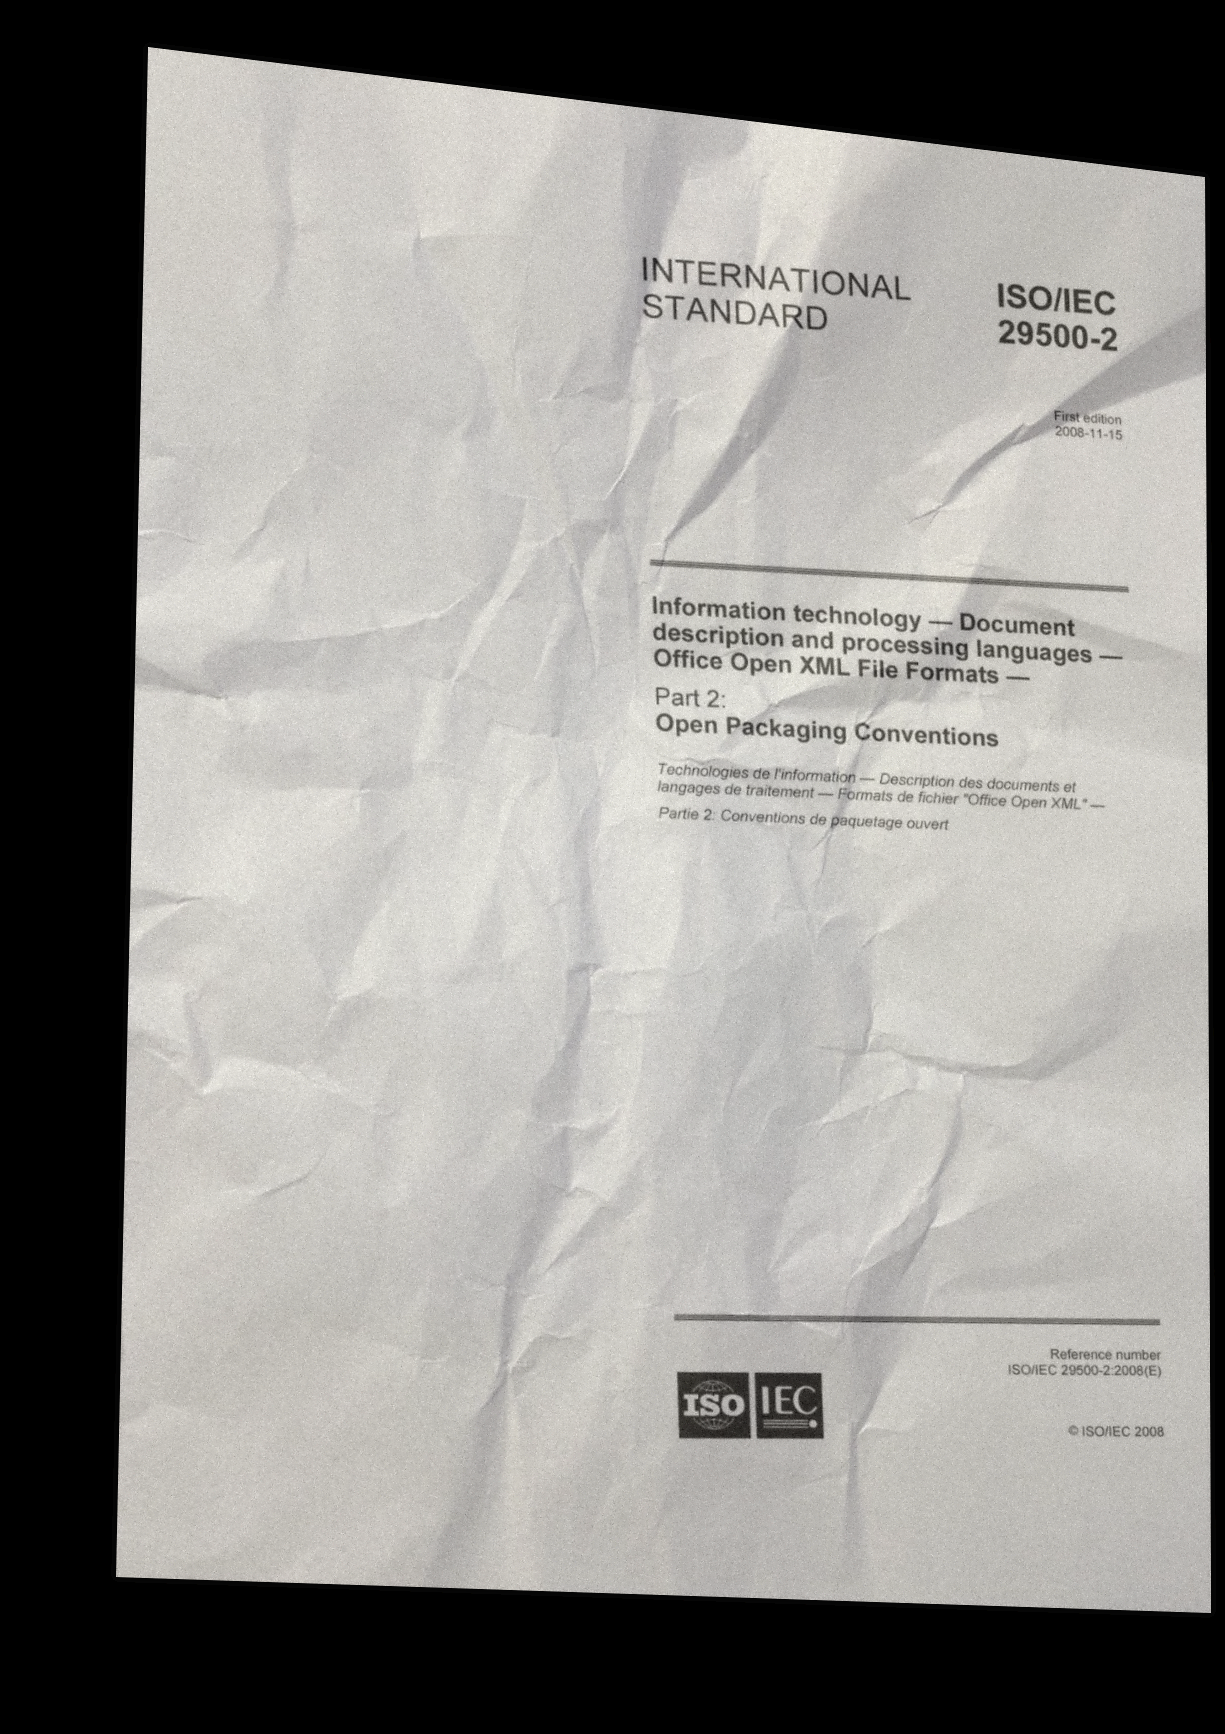 INTERNATIONAL
STANDARD
ISO/IEC
29500-2
First edition
2008-11-15
Information technology — Document
description and processing languages —
Office Open XML File Formats —
Part 2:
Open Packaging Conventions
Technologies de l'information — Description des documents et
langages de traitement — Formats de fichier "Office Open XML" —
Partie 2: Conventions de paquetage ouvert
Reference number
ISO/IEC 29500-2:2008(E)
ISO IEC
© ISO/IEC 2008